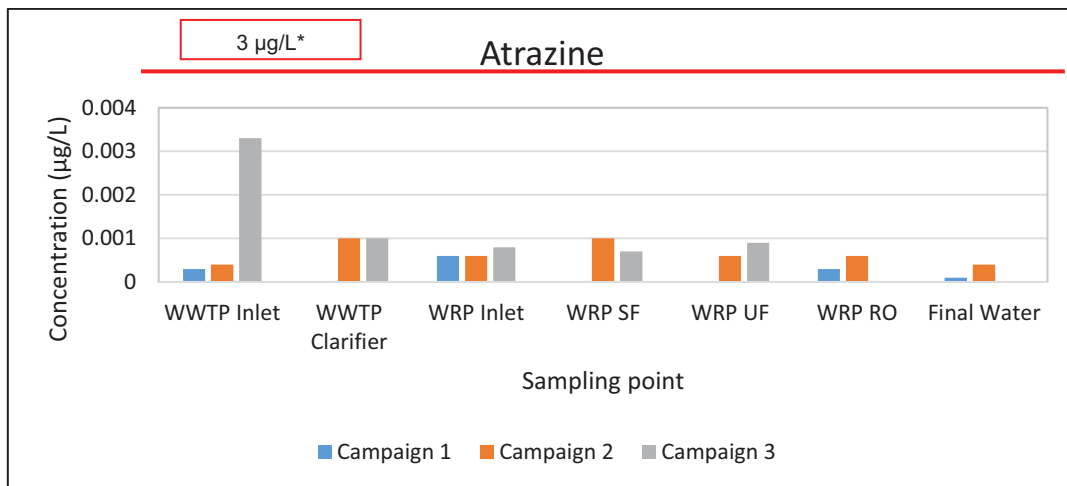 3 µg/L*
Atrazine
Concentration (µg/L)
0.004
0.003
0.002
0.001
0
WWTP Inlet
WWTP
Clarifier
WRP Inlet
WRP SF
WRP UF
WRP RO
Final Water
Sampling point
Campaign 1
Campaign 2
Campaign 3